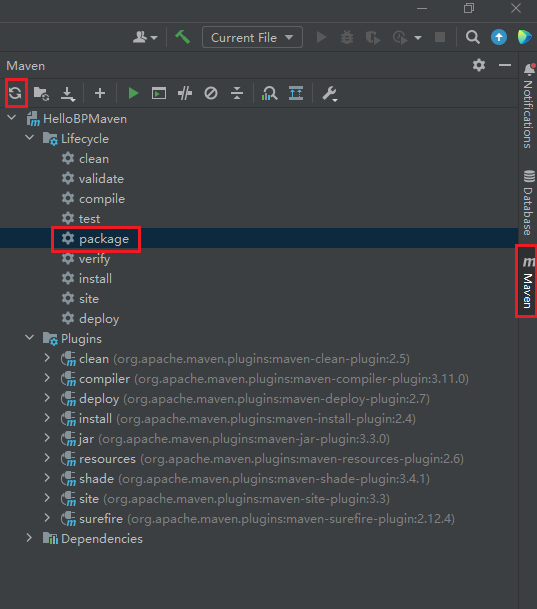 Current File
Maven
HelloBPMaven
Lifecycle
clean
validate
compile
test
package
verify
install
site
deploy
Plugins
clean (org.apache.maven.plugins:maven-clean-plugin:2.5)
compiler (org.apache.maven.plugins:maven-compiler-plugin:3.11.0)
deploy (org.apache.maven.plugins:maven-deploy-plugin:2.7)
install (org.apache.maven.plugins:maven-install-plugin:2.4)
jar (org.apache.maven.plugins:maven-jar-plugin:3.3.0)
resources (org.apache.maven.plugins:maven-resources-plugin:2.6)
shade (org.apache.maven.plugins:maven-shade-plugin:3.4.1)
site (org.apache.maven.plugins:maven-site-plugin:3.3)
surefire (org.apache.maven.plugins:maven-surefire-plugin:2.12.4)
Dependencies
Notifications
Database
m Maven